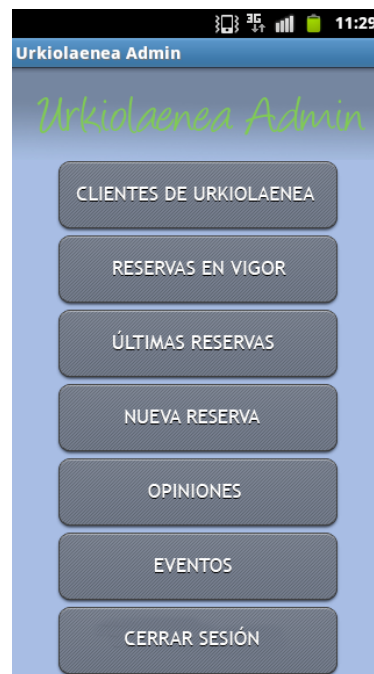 3G 11:29
Urkiolaenea Admin
Urkiolaenea Admin
CLIENTES DE URKIOLAENEA
RESERVAS EN VIGOR
ÚLTIMAS RESERVAS
NUEVA RESERVA
OPINIONES
EVENTOS
CERRAR SESIÓN